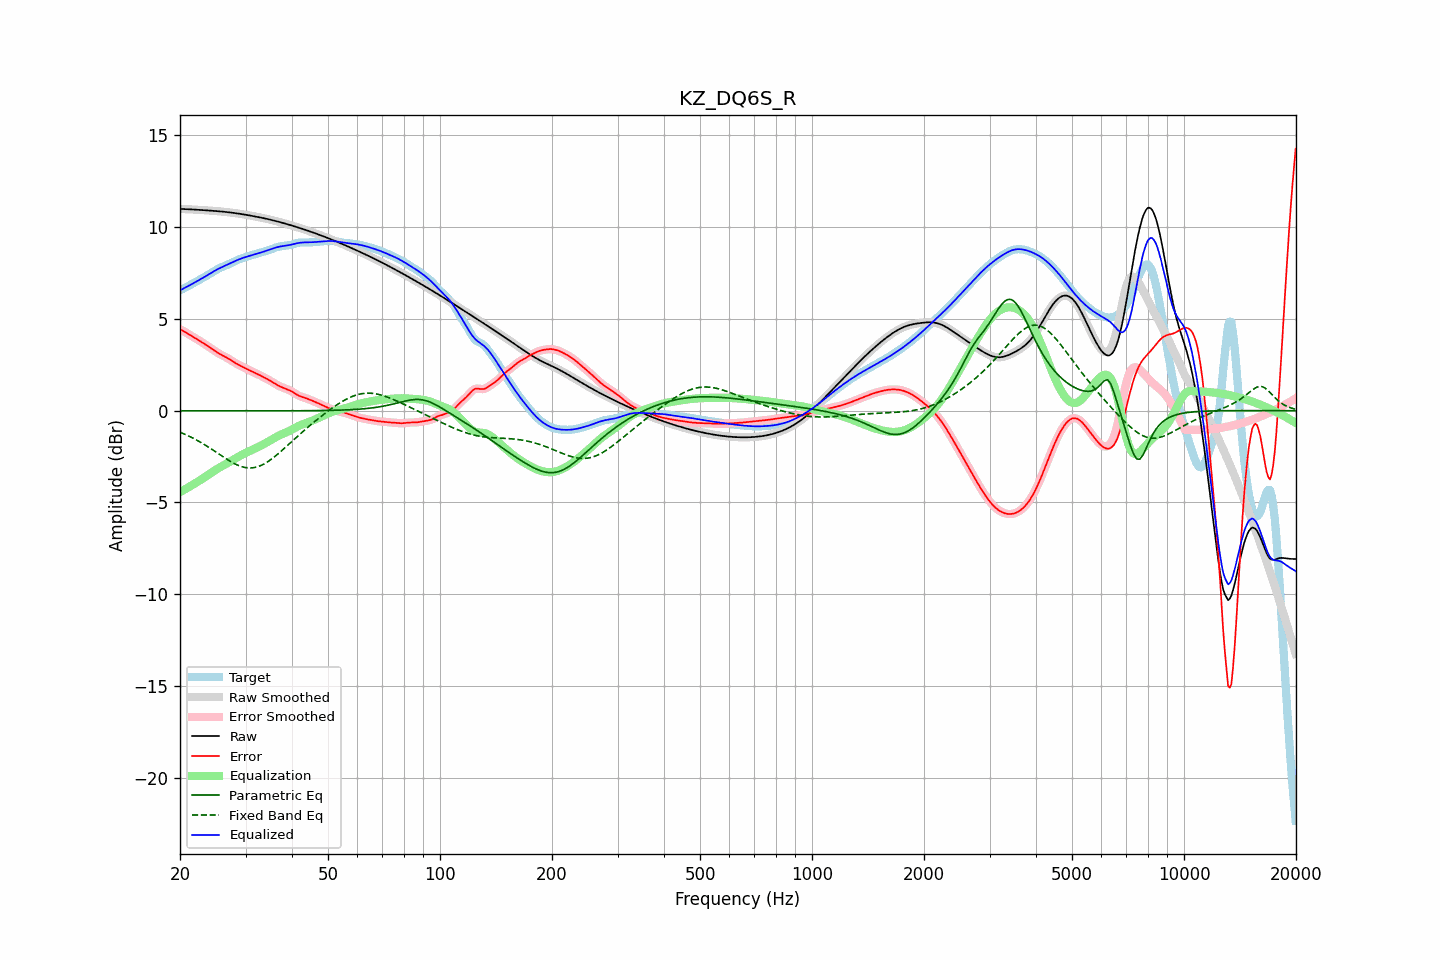 KZ_DQ6S_R
15
10
5
0
−5
−10
−15
−20
Amplitude (dBr)
Target
Raw Smoothed
Error Smoothed
Raw
Error
Equalization
Parametric Eq
Fixed Band Eq
Equalized
20 50 100 200 500 1000 2000 5000 10000 20000
Frequency (Hz)